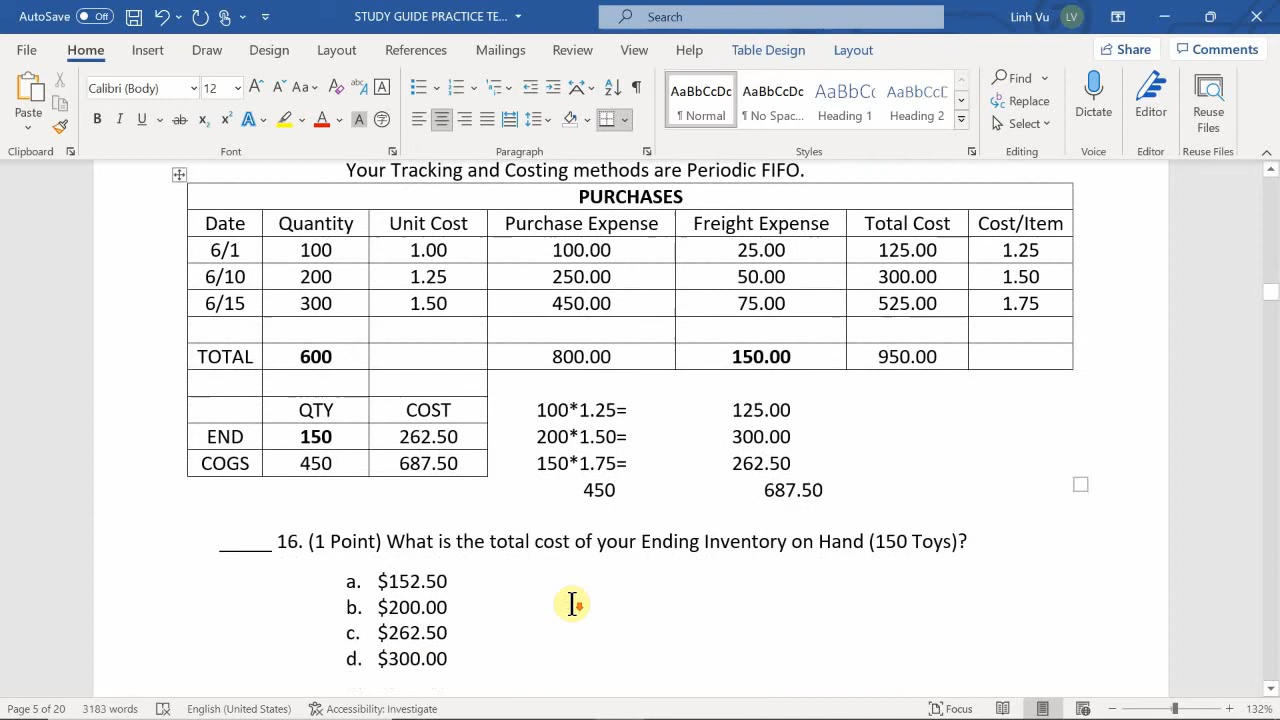 AutoSave Off STUDY GUIDE PRACTICE TE... Search Linh Vu LV
File Home Insert Draw Design Layout References Mailings Review View Help Table Design Layout Share Comments
Paste Calibri (Body) 12 AaBbCcDc AaBbCcDc AaBbCc AaBbCcC Find Replace Select Dictate Editor Reuse Files
¶ Normal ¶ No Spac... Heading 1 Heading 2
Clipboard Font Paragraph Styles Editing Voice Editor Reuse Files
Your Tracking and Costing methods are Periodic FIFO.
PURCHASES
Date Quantity Unit Cost Purchase Expense Freight Expense Total Cost Cost/Item
6/1 100 1.00 100.00 25.00 125.00 1.25
6/10 200 1.25 250.00 50.00 300.00 1.50
6/15 300 1.50 450.00 75.00 525.00 1.75
TOTAL 600 800.00 150.00 950.00
QTY COST 100*1.25= 125.00
END 150 262.50 200*1.50= 300.00
COGS 450 687.50 150*1.75= 262.50
450 687.50
_____ 16. (1 Point) What is the total cost of your Ending Inventory on Hand (150 Toys)?
a. $152.50
b. $200.00
c. $262.50
d. $300.00
Page 5 of 20 3183 words English (United States) Accessibility: Investigate Focus 132%